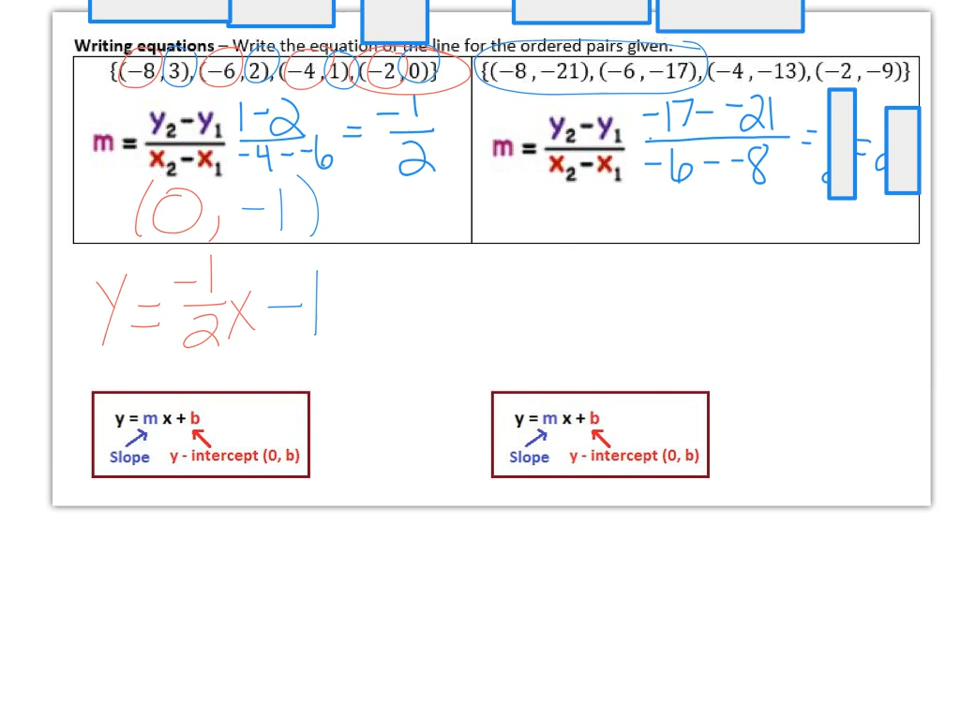 Writing equations – Write the equation of the line for the ordered pairs given.
{(−8, 3), (−6, 2), (−4, 1), (−2, 0)}
{(−8, −21), (−6, −17), (−4, −13), (−2, −9)}
m = y₂ − y₁ / x₂ − x₁ 1 - 2 / -4 - -6 = -1 / 2
(0, -1)
m = y₂ − y₁ / x₂ − x₁ -17 - -21 / -6 - -8 = =
y = -1/2 x - 1
y = m x + b
Slope y - intercept (0, b)
y = m x + b
Slope y - intercept (0, b)